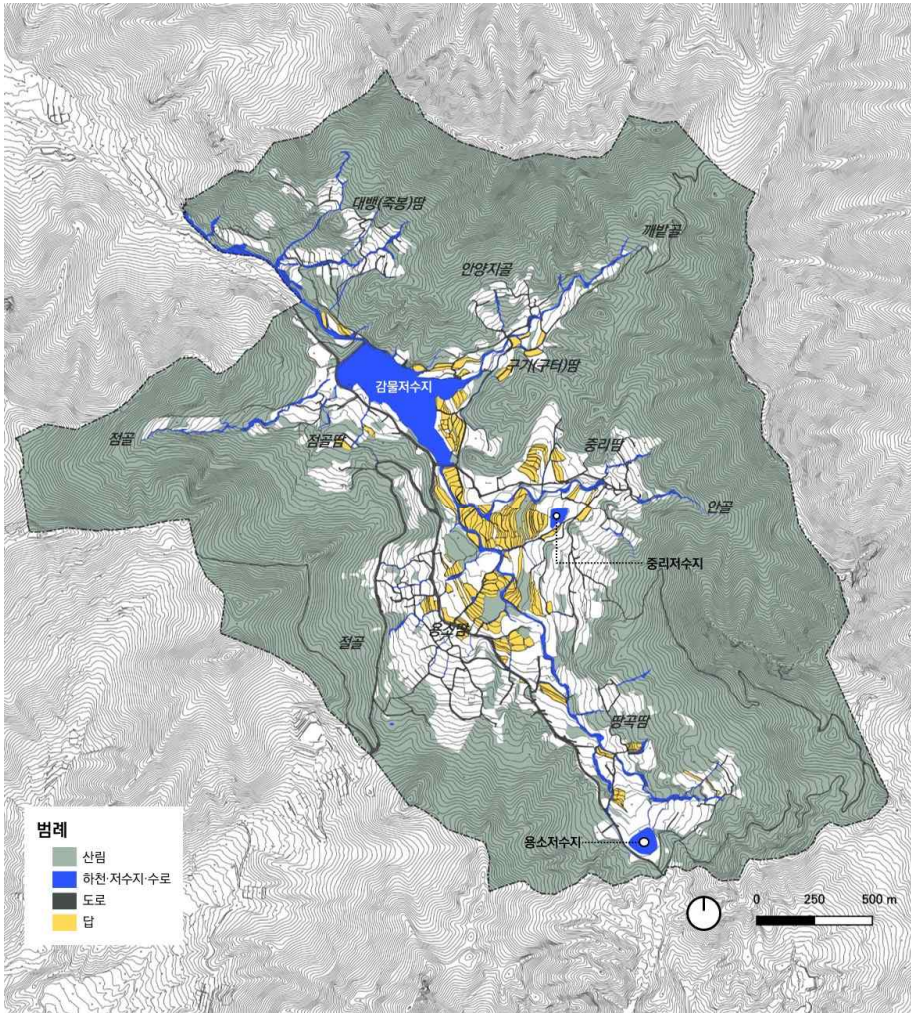 대뱅(죽봉)땀
깨밭골
안양지골
구기(구터)땀
감물저수지
점골
점골땀
중리땀
안골
중리저수지
절골
용소땀
땅곡땀
용소저수지
범례
산림
하천·저수지·수로
도로
답
0 250 500 m